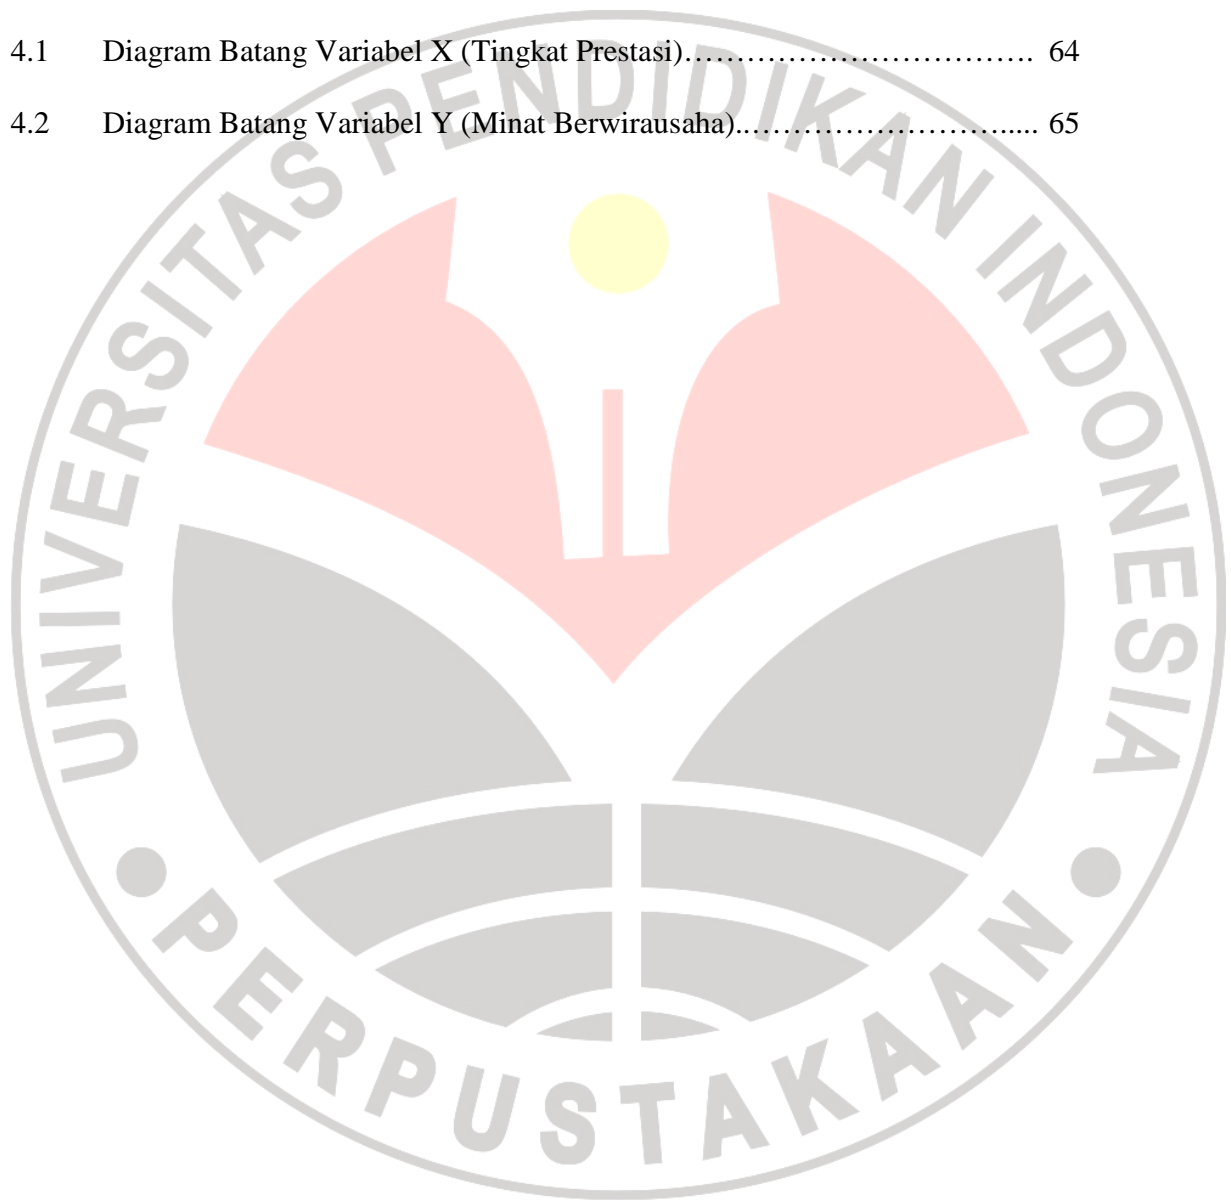 4.1 Diagram Batang Variabel X (Tingkat Prestasi)……………………………. 64
4.2 Diagram Batang Variabel Y (Minat Berwirausaha)..……………………..... 65
UNIVERSITAS PENDIDIKAN INDONESIA
PERPUSTAKAAN